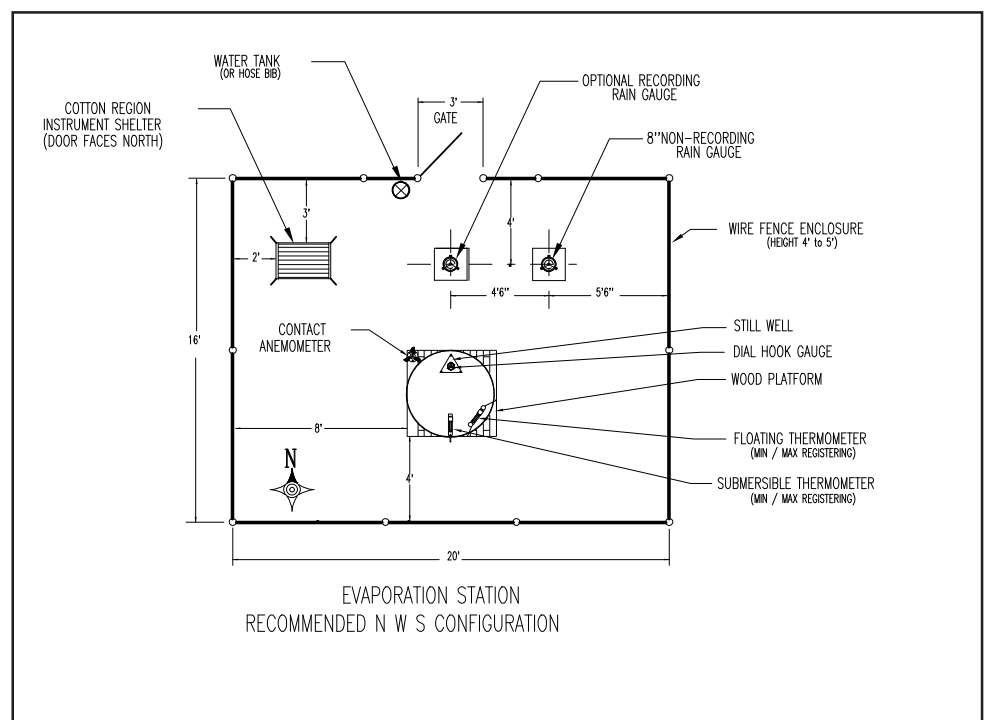 WATER TANK
(OR HOSE BIB)
OPTIONAL RECORDING
RAIN GAUGE
3'
GATE
COTTON REGION
INSTRUMENT SHELTER
(DOOR FACES NORTH)
8"NON-RECORDING
RAIN GAUGE
3'
4'
WIRE FENCE ENCLOSURE
(HEIGHT 4' to 5')
2'
4'6"
5'6"
16'
CONTACT
ANEMOMETER
STILL WELL
DIAL HOOK GAUGE
WOOD PLATFORM
8'
FLOATING THERMOMETER
(MIN / MAX REGISTERING)
N
4'
SUBMERSIBLE THERMOMETER
(MIN / MAX REGISTERING)
20'
EVAPORATION STATION
RECOMMENDED N W S CONFIGURATION